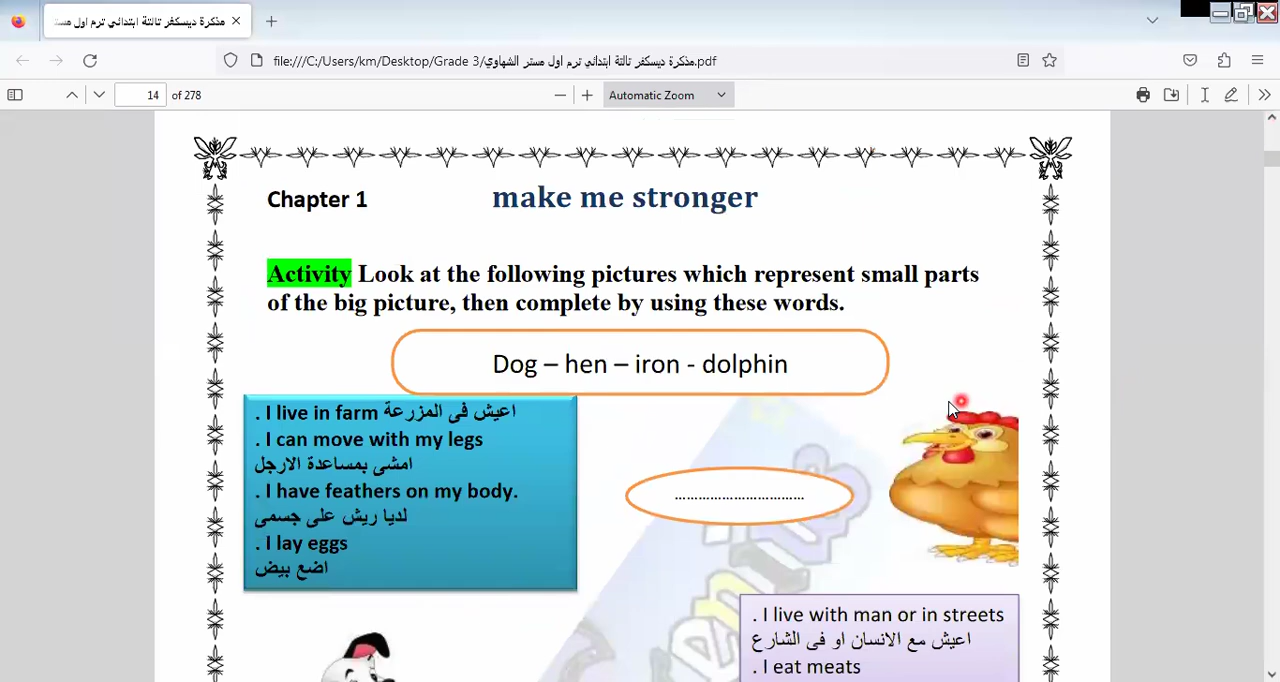 مذكرة ديسكفر تالتة ابتدائي ترم اول مستر
file:///C:/Users/km/Desktop/Grade 3/مذكرة ديسكفر تالتة ابتدائي ترم اول مستر الشهاوي.pdf
14 of 278
Automatic Zoom
Chapter 1 make me stronger
Activity Look at the following pictures which represent small parts
of the big picture, then complete by using these words.
Dog – hen – iron - dolphin
. I live in farm اعيش فى المزرعة
. I can move with my legs
امشى بمساعدة الارجل
. I have feathers on my body.
لديا ريش على جسمى
. I lay eggs
اضع بيض
................................
. I live with man or in streets
اعيش مع الانسان او فى الشارع
. I eat meats